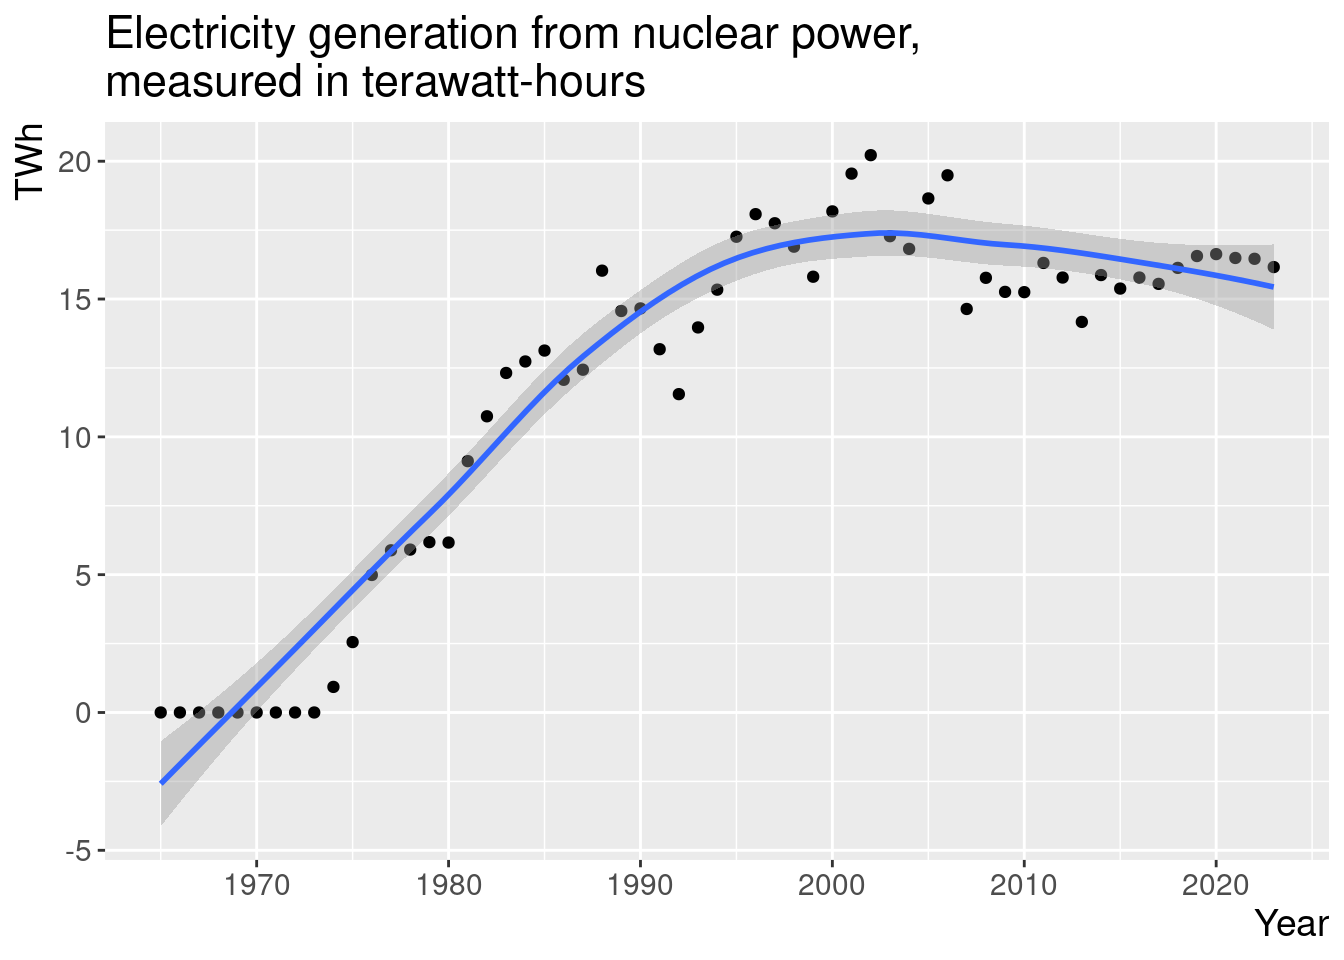 Electricity generation from nuclear power,
measured in terawatt-hours
TWh
20
15
10
5
0
-5
1970 1980 1990 2000 2010 2020
Year